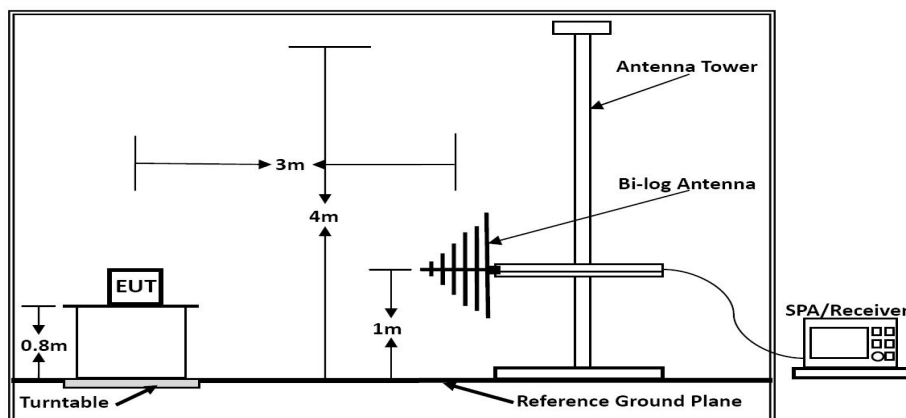 Antenna Tower
3m
Bi-log Antenna
4m
EUT
SPA/Receiver
0.8m
1m
Turntable
Reference Ground Plane